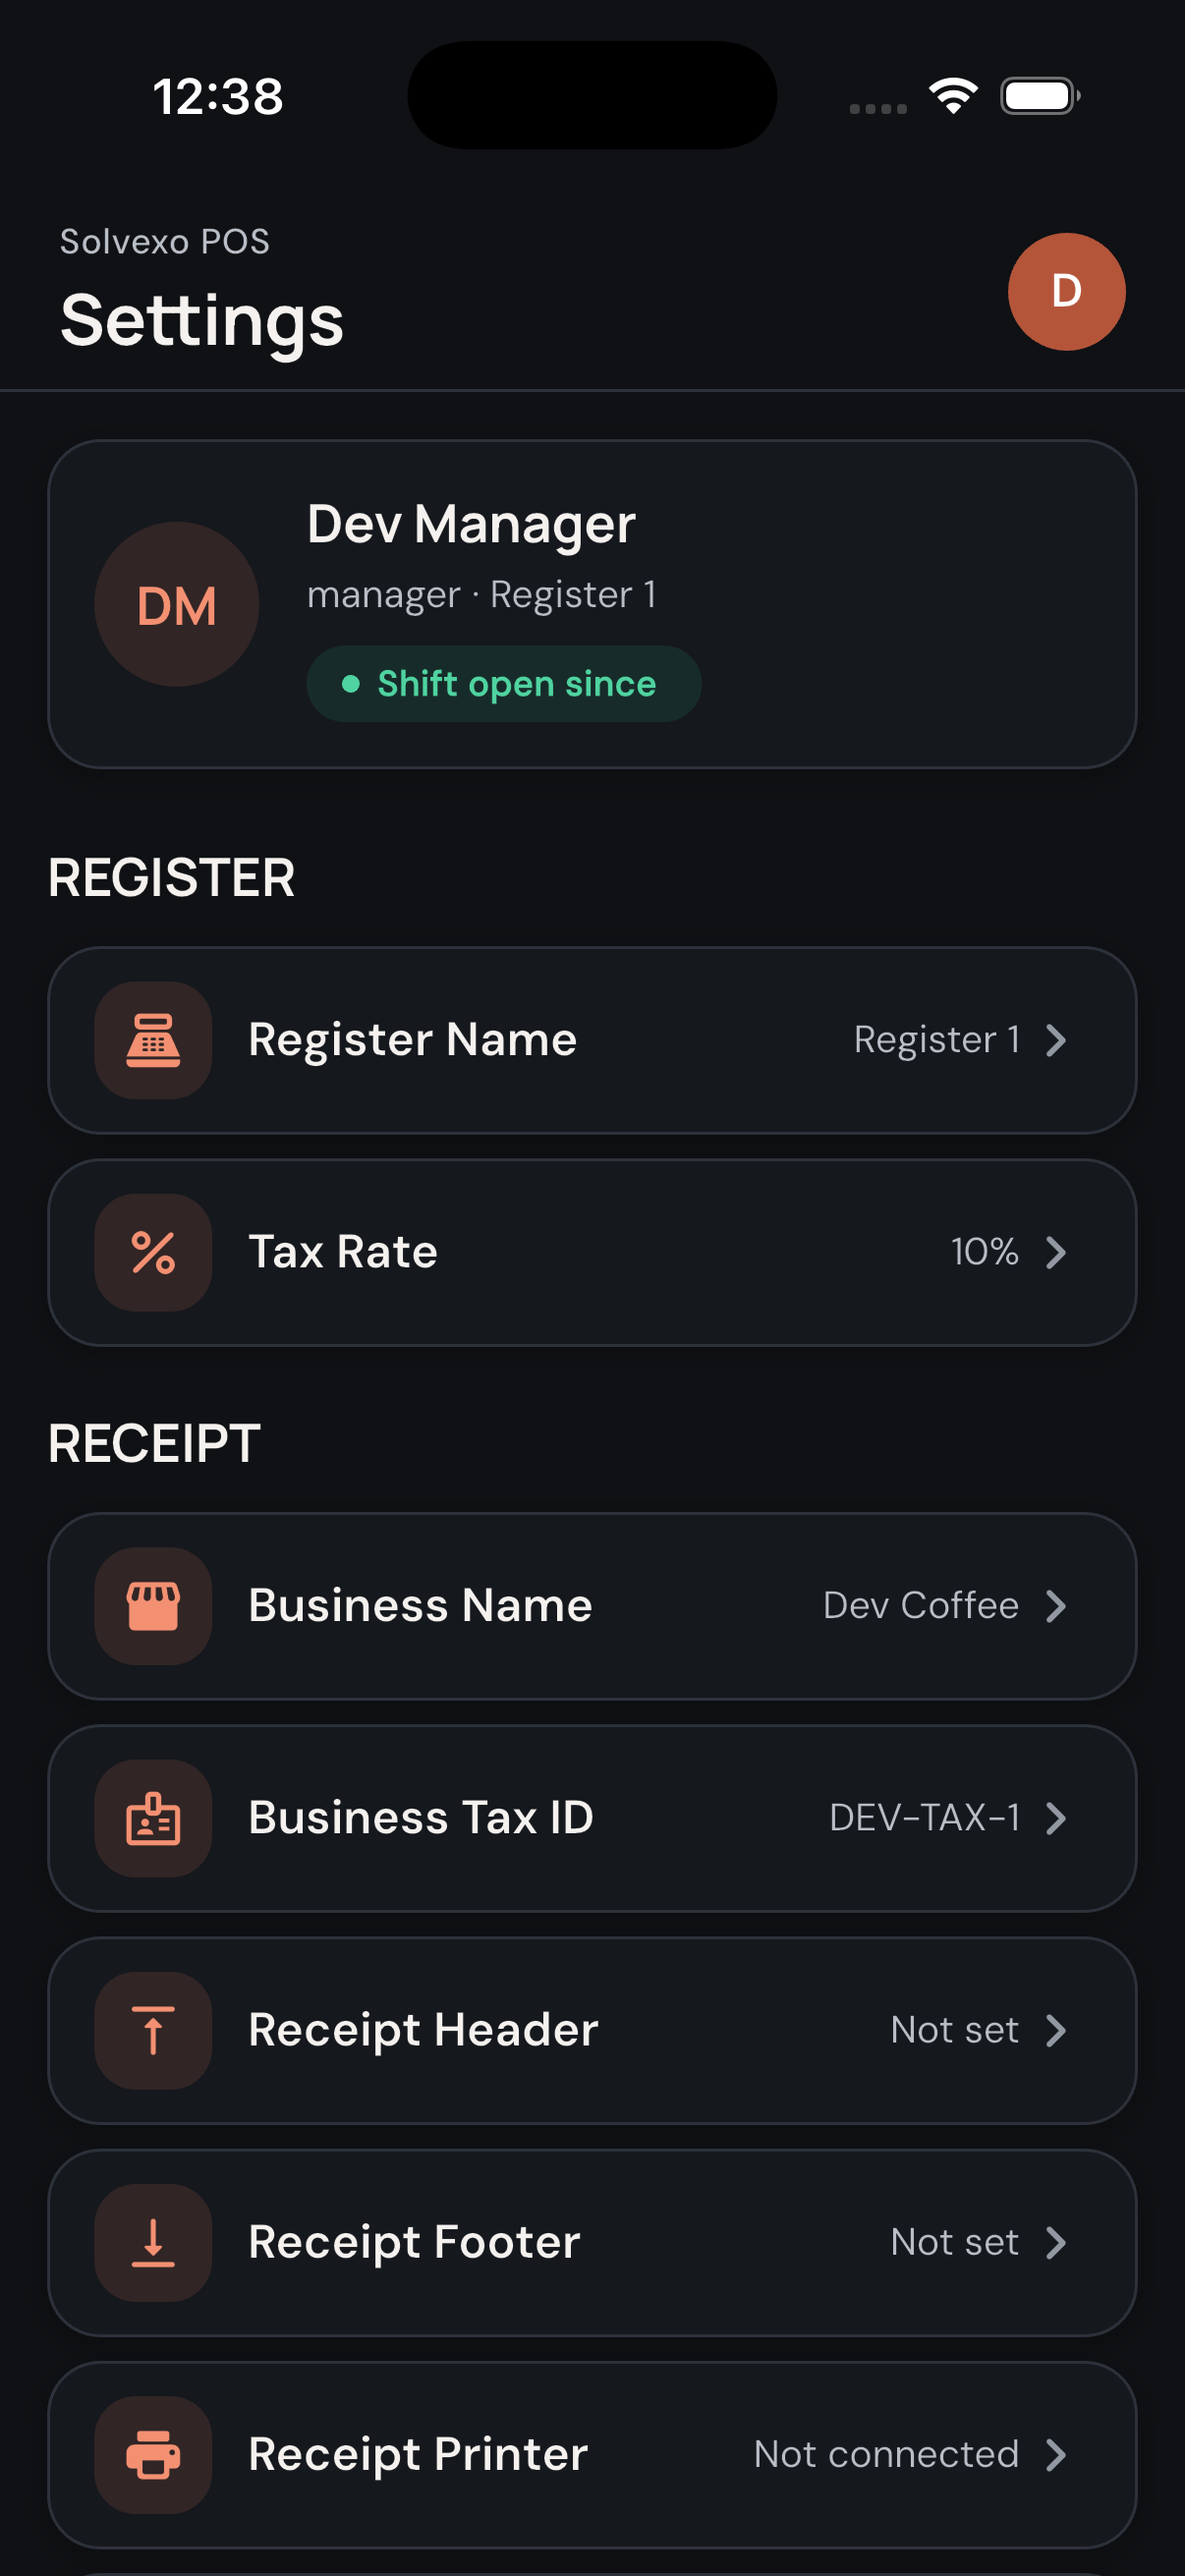 12:38
Solvexo POS
Settings
D
DM
Dev Manager
manager · Register 1
Shift open since
REGISTER
Register Name
Register 1
Tax Rate
10%
RECEIPT
Business Name
Dev Coffee
Business Tax ID
DEV-TAX-1
Receipt Header
Not set
Receipt Footer
Not set
Receipt Printer
Not connected